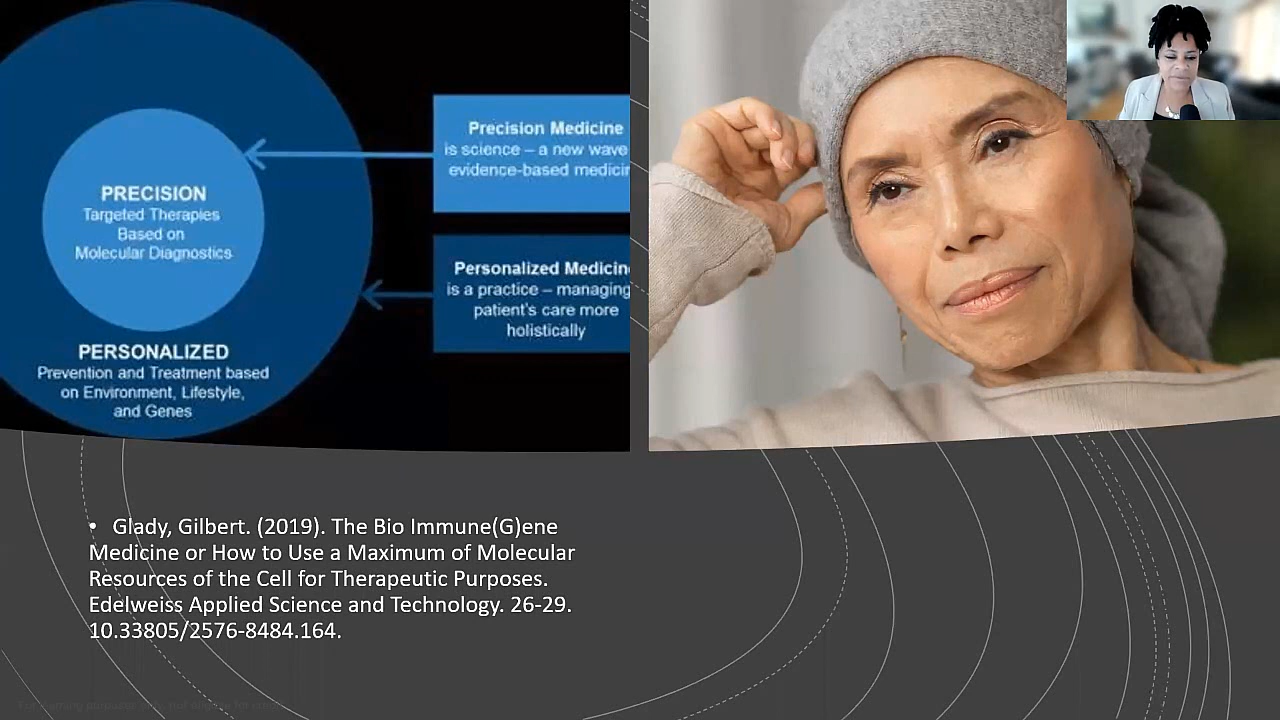 PRECISION
Targeted Therapies
Based on
Molecular Diagnostics
PERSONALIZED
Prevention and Treatment based
on Environment, Lifestyle,
and Genes
Precision Medicine
is science – a new wave
evidence-based medicin
Personalized Medicine
is a practice – managing
patient's care more
holistically
• Glady, Gilbert. (2019). The Bio Immune(G)ene
Medicine or How to Use a Maximum of Molecular
Resources of the Cell for Therapeutic Purposes.
Edelweiss Applied Science and Technology. 26-29.
10.33805/2576-8484.164.